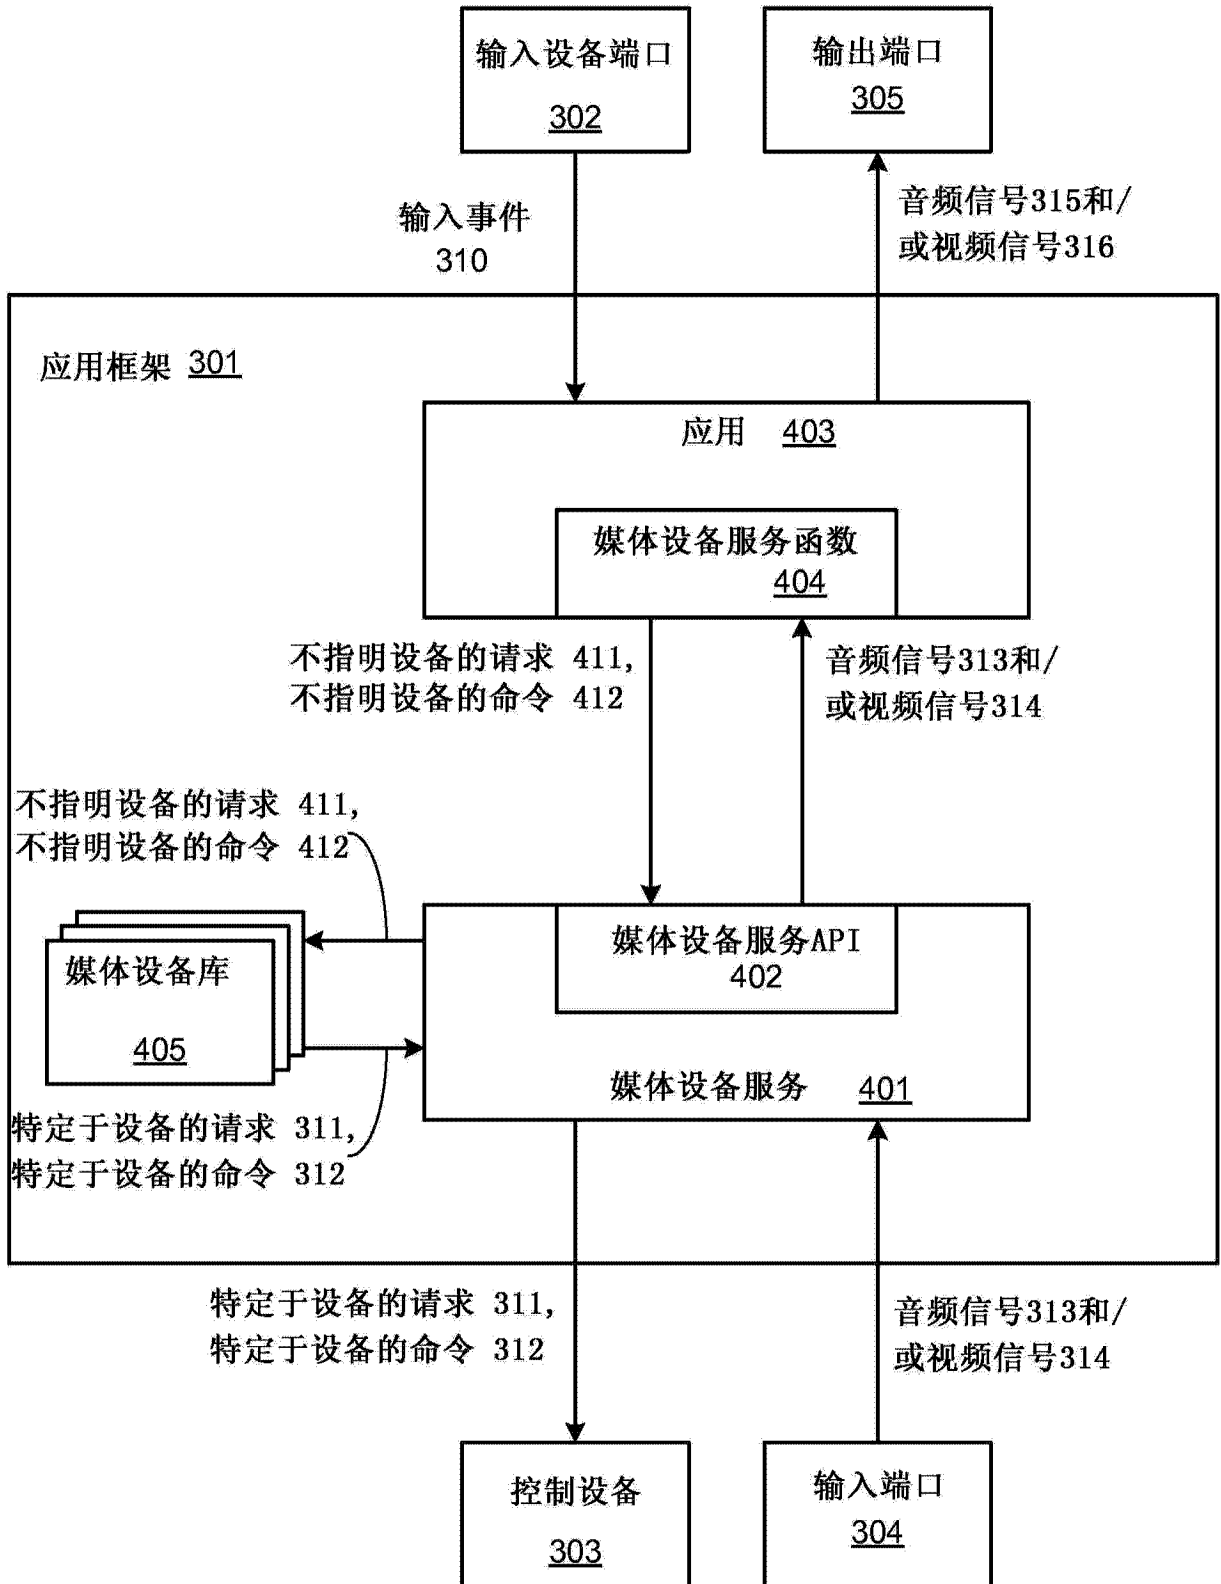 输入设备端口
302
输出端口
305
输入事件
310
音频信号315和/
或视频信号316
应用框架 301
应用 403
媒体设备服务函数
404
不指明设备的请求 411,
不指明设备的命令 412
音频信号313和/
或视频信号314
不指明设备的请求 411,
不指明设备的命令 412
媒体设备库
405
媒体设备服务API
402
媒体设备服务 401
特定于设备的请求 311,
特定于设备的命令 312
特定于设备的请求 311,
特定于设备的命令 312
音频信号313和/
或视频信号314
控制设备
303
输入端口
304